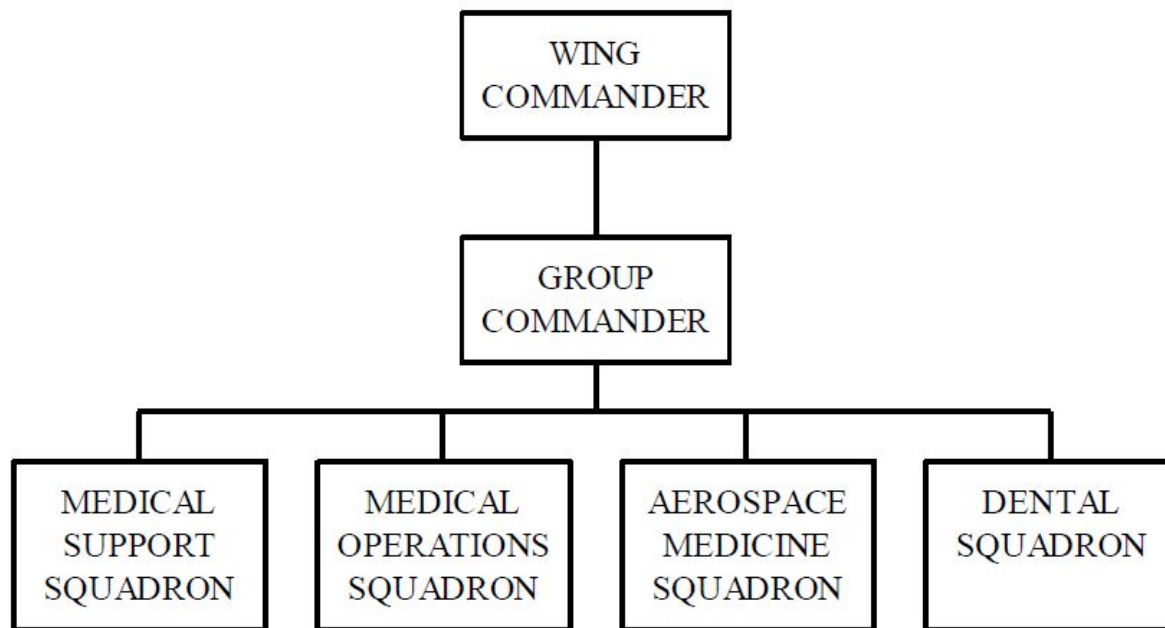 WING
COMMANDER
GROUP
COMMANDER
MEDICAL
SUPPORT
SQUADRON
MEDICAL
OPERATIONS
SQUADRON
AEROSPACE
MEDICINE
SQUADRON
DENTAL
SQUADRON